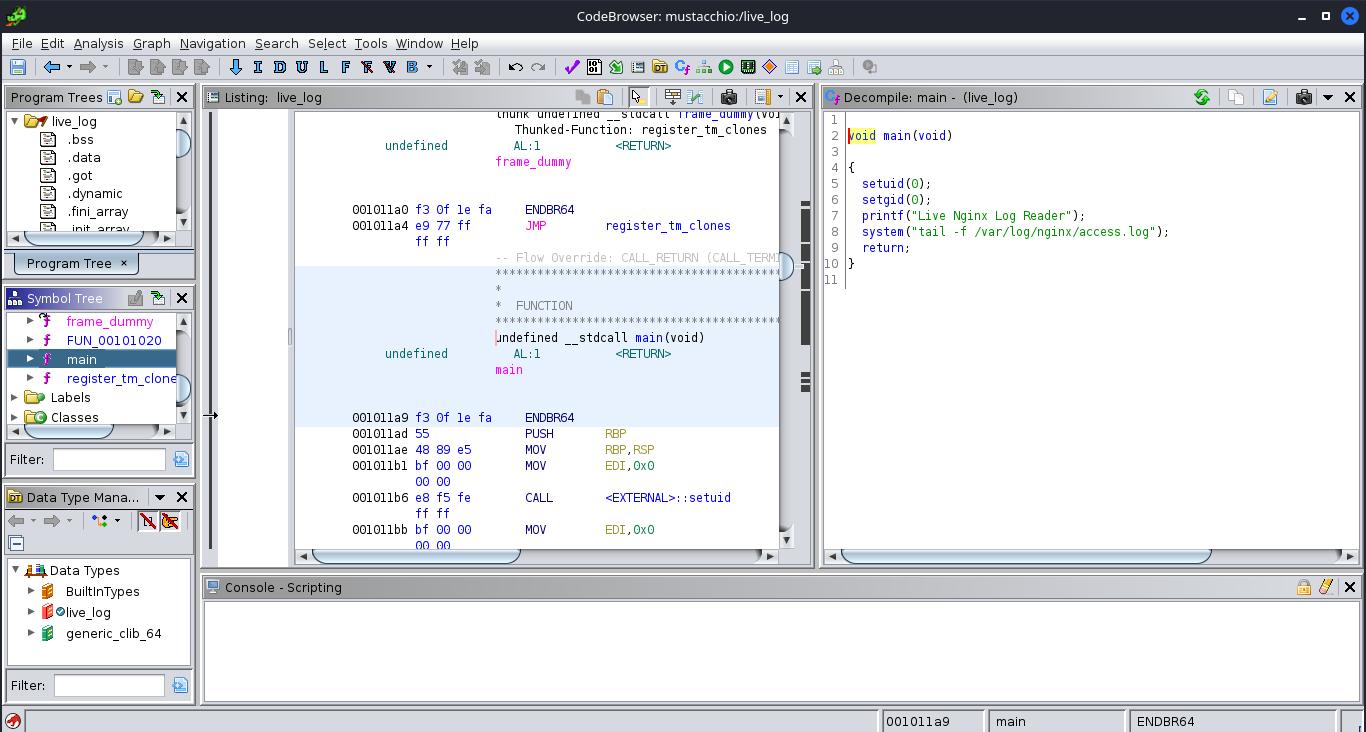 CodeBrowser: mustacchio:/live_log
File Edit Analysis Graph Navigation Search Select Tools Window Help
I D U L F R V B
Program Trees
live_log
.bss
.data
.got
.dynamic
.fini_array
.init_array
Program Tree ×
Symbol Tree
frame_dummy
FUN_00101020
main
register_tm_clone
Labels
Classes
Filter:
Data Type Mana...
Data Types
BuiltInTypes
live_log
generic_clib_64
Filter:
Listing: live_log
thunk undefined __stdcall frame_dummy(voi
Thunked-Function: register_tm_clones
undefined AL:1 <RETURN>
frame_dummy
001011a0 f3 0f 1e fa ENDBR64
001011a4 e9 77 ff JMP register_tm_clones
ff ff
-- Flow Override: CALL_RETURN (CALL_TERMI
*****************************************
*
* FUNCTION
*****************************************
undefined __stdcall main(void)
undefined AL:1 <RETURN>
main
001011a9 f3 0f 1e fa ENDBR64
001011ad 55 PUSH RBP
001011ae 48 89 e5 MOV RBP,RSP
001011b1 bf 00 00 MOV EDI,0x0
00 00
001011b6 e8 f5 fe CALL <EXTERNAL>::setuid
ff ff
001011bb bf 00 00 MOV EDI,0x0
00 00
Decompile: main - (live_log)
1
2 void main(void)
3
4 {
5 setuid(0);
6 setgid(0);
7 printf("Live Nginx Log Reader");
8 system("tail -f /var/log/nginx/access.log");
9 return;
10 }
11
Console - Scripting
001011a9 main ENDBR64